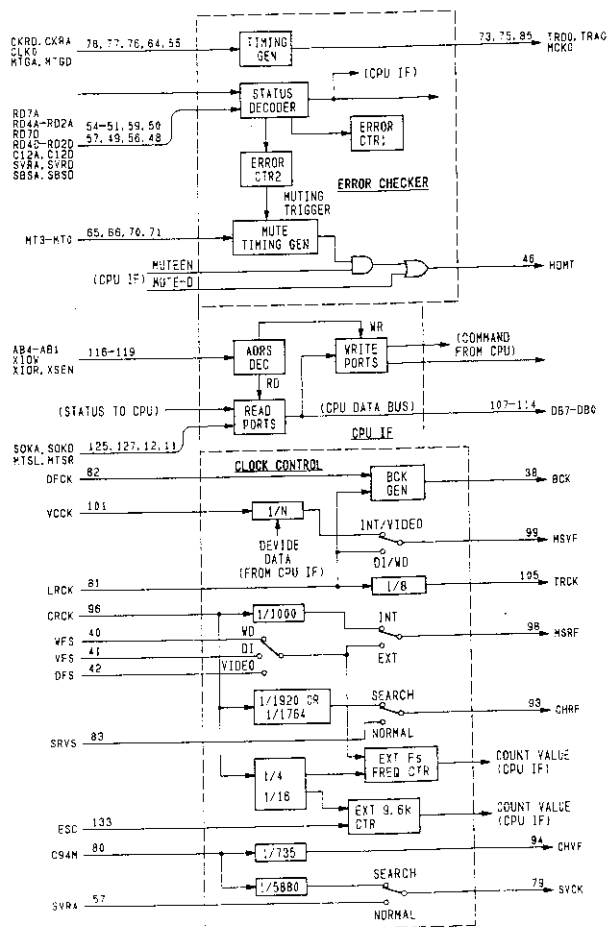 CKRD, CKRA
CLKG
MTGA, MTGD
78, 77, 76, 64, 55
TIMING
GEN
73, 75, 85
TRDO, TRAG
MCKG
(CPU IF)
STATUS
DECODER
RD7A
RD4A-RD2A
RD7D
RD4D-RD2D
C12A, C12D
SVRA, SVRD
SBSA, SBSD
54-51, 59, 50
57, 49, 56, 48
ERROR
CTR1
ERROR
CTR2
ERROR CHECKER
MUTING
TRIGGER
MT3-MT0
65, 66, 70, 71
MUTE
TIMING GEN
MUTEEN
(CPU IF)
MUTE-D
46
HDMT
WR
AB4-AB1
XIOW
XIOR, XSEN
116-119
ADRS
DEC
WRITE
PORTS
(COMMAND
FROM CPU)
RD
(STATUS TO CPU)
READ
PORTS
(CPU DATA BUS)
107-114
DB7-DB0
CPU IF
SOKA, SOKD
MTSL, MTSR
125, 127, 12, 11
CLOCK CONTROL
DFCK
82
BCK
GEN
38
BCK
VCCK
101
1/N
INT/VIDEO
99
MSVF
DEVIDE
DATA
(FROM CPU IF)
DI/WD
LRCK
81
1/8
105
TRCK
CRCK
96
1/1000
INT
98
MSRF
WFS
40
WD
VFS
41
DI
EXT
DFS
42
VIDEO
1/1920 OR
1/1764
SEARCH
93
CHRF
SRVS
83
NORMAL
1/4
1/16
EXT Fs
FREQ CTR
COUNT VALUE
(CPU IF)
EXT 9.6k
CTR
COUNT VALUE
(CPU IF)
ESC
133
C94M
80
1/735
94
CHVF
1/5880
SEARCH
79
SVCK
SVRA
57
NORMAL